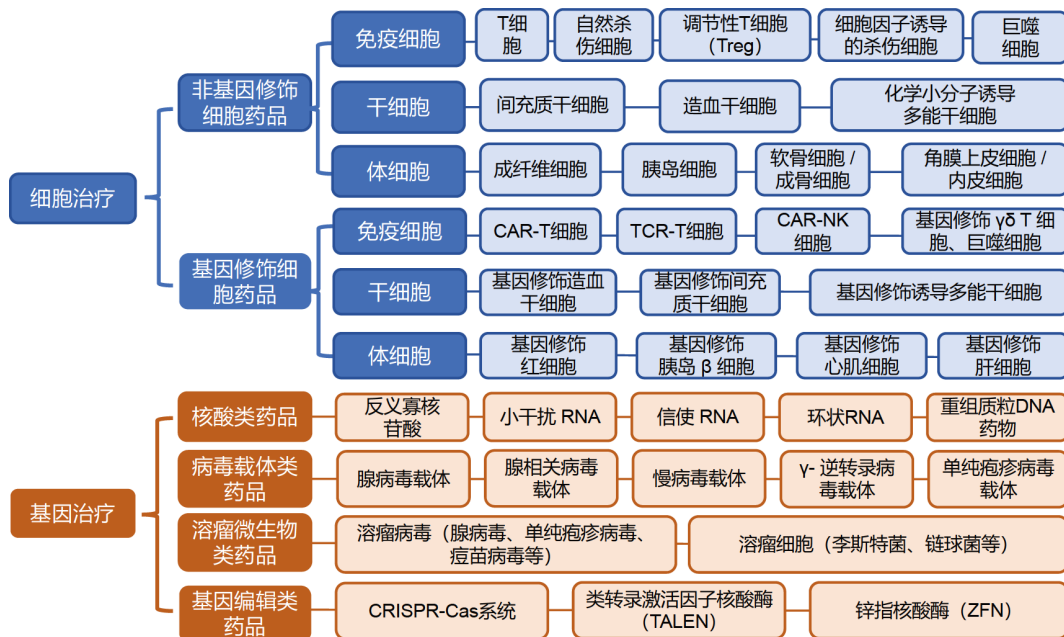 细胞治疗
非基因修饰
细胞药品
免疫细胞
T细
胞
自然杀
伤细胞
调节性T细胞
（Treg）
细胞因子诱导
的杀伤细胞
巨噬
细胞
干细胞
间充质干细胞
造血干细胞
化学小分子诱导
多能干细胞
体细胞
成纤维细胞
胰岛细胞
软骨细胞 /
成骨细胞
角膜上皮细胞 /
内皮细胞
基因修饰细
胞药品
免疫细胞
CAR-T细胞
TCR-T细胞
CAR-NK
细胞
基因修饰 γδ T 细
胞、巨噬细胞
干细胞
基因修饰造血
干细胞
基因修饰间充
质干细胞
基因修饰诱导多能干细胞
体细胞
基因修饰
红细胞
基因修饰
胰岛 β 细胞
基因修饰
心肌细胞
基因修饰
肝细胞
基因治疗
核酸类药品
反义寡核
苷酸
小干扰 RNA
信使 RNA
环状RNA
重组质粒DNA
药物
病毒载体类
药品
腺病毒载体
腺相关病毒
载体
慢病毒载体
γ- 逆转录病
毒载体
单纯疱疹病毒
载体
溶瘤微生物
类药品
溶瘤病毒（腺病毒、单纯疱疹病毒、
痘苗病毒等）
溶瘤细胞（李斯特菌、链球菌等）
基因编辑类
药品
CRISPR-Cas系统
类转录激活因子核酸酶
（TALEN）
锌指核酸酶（ZFN）